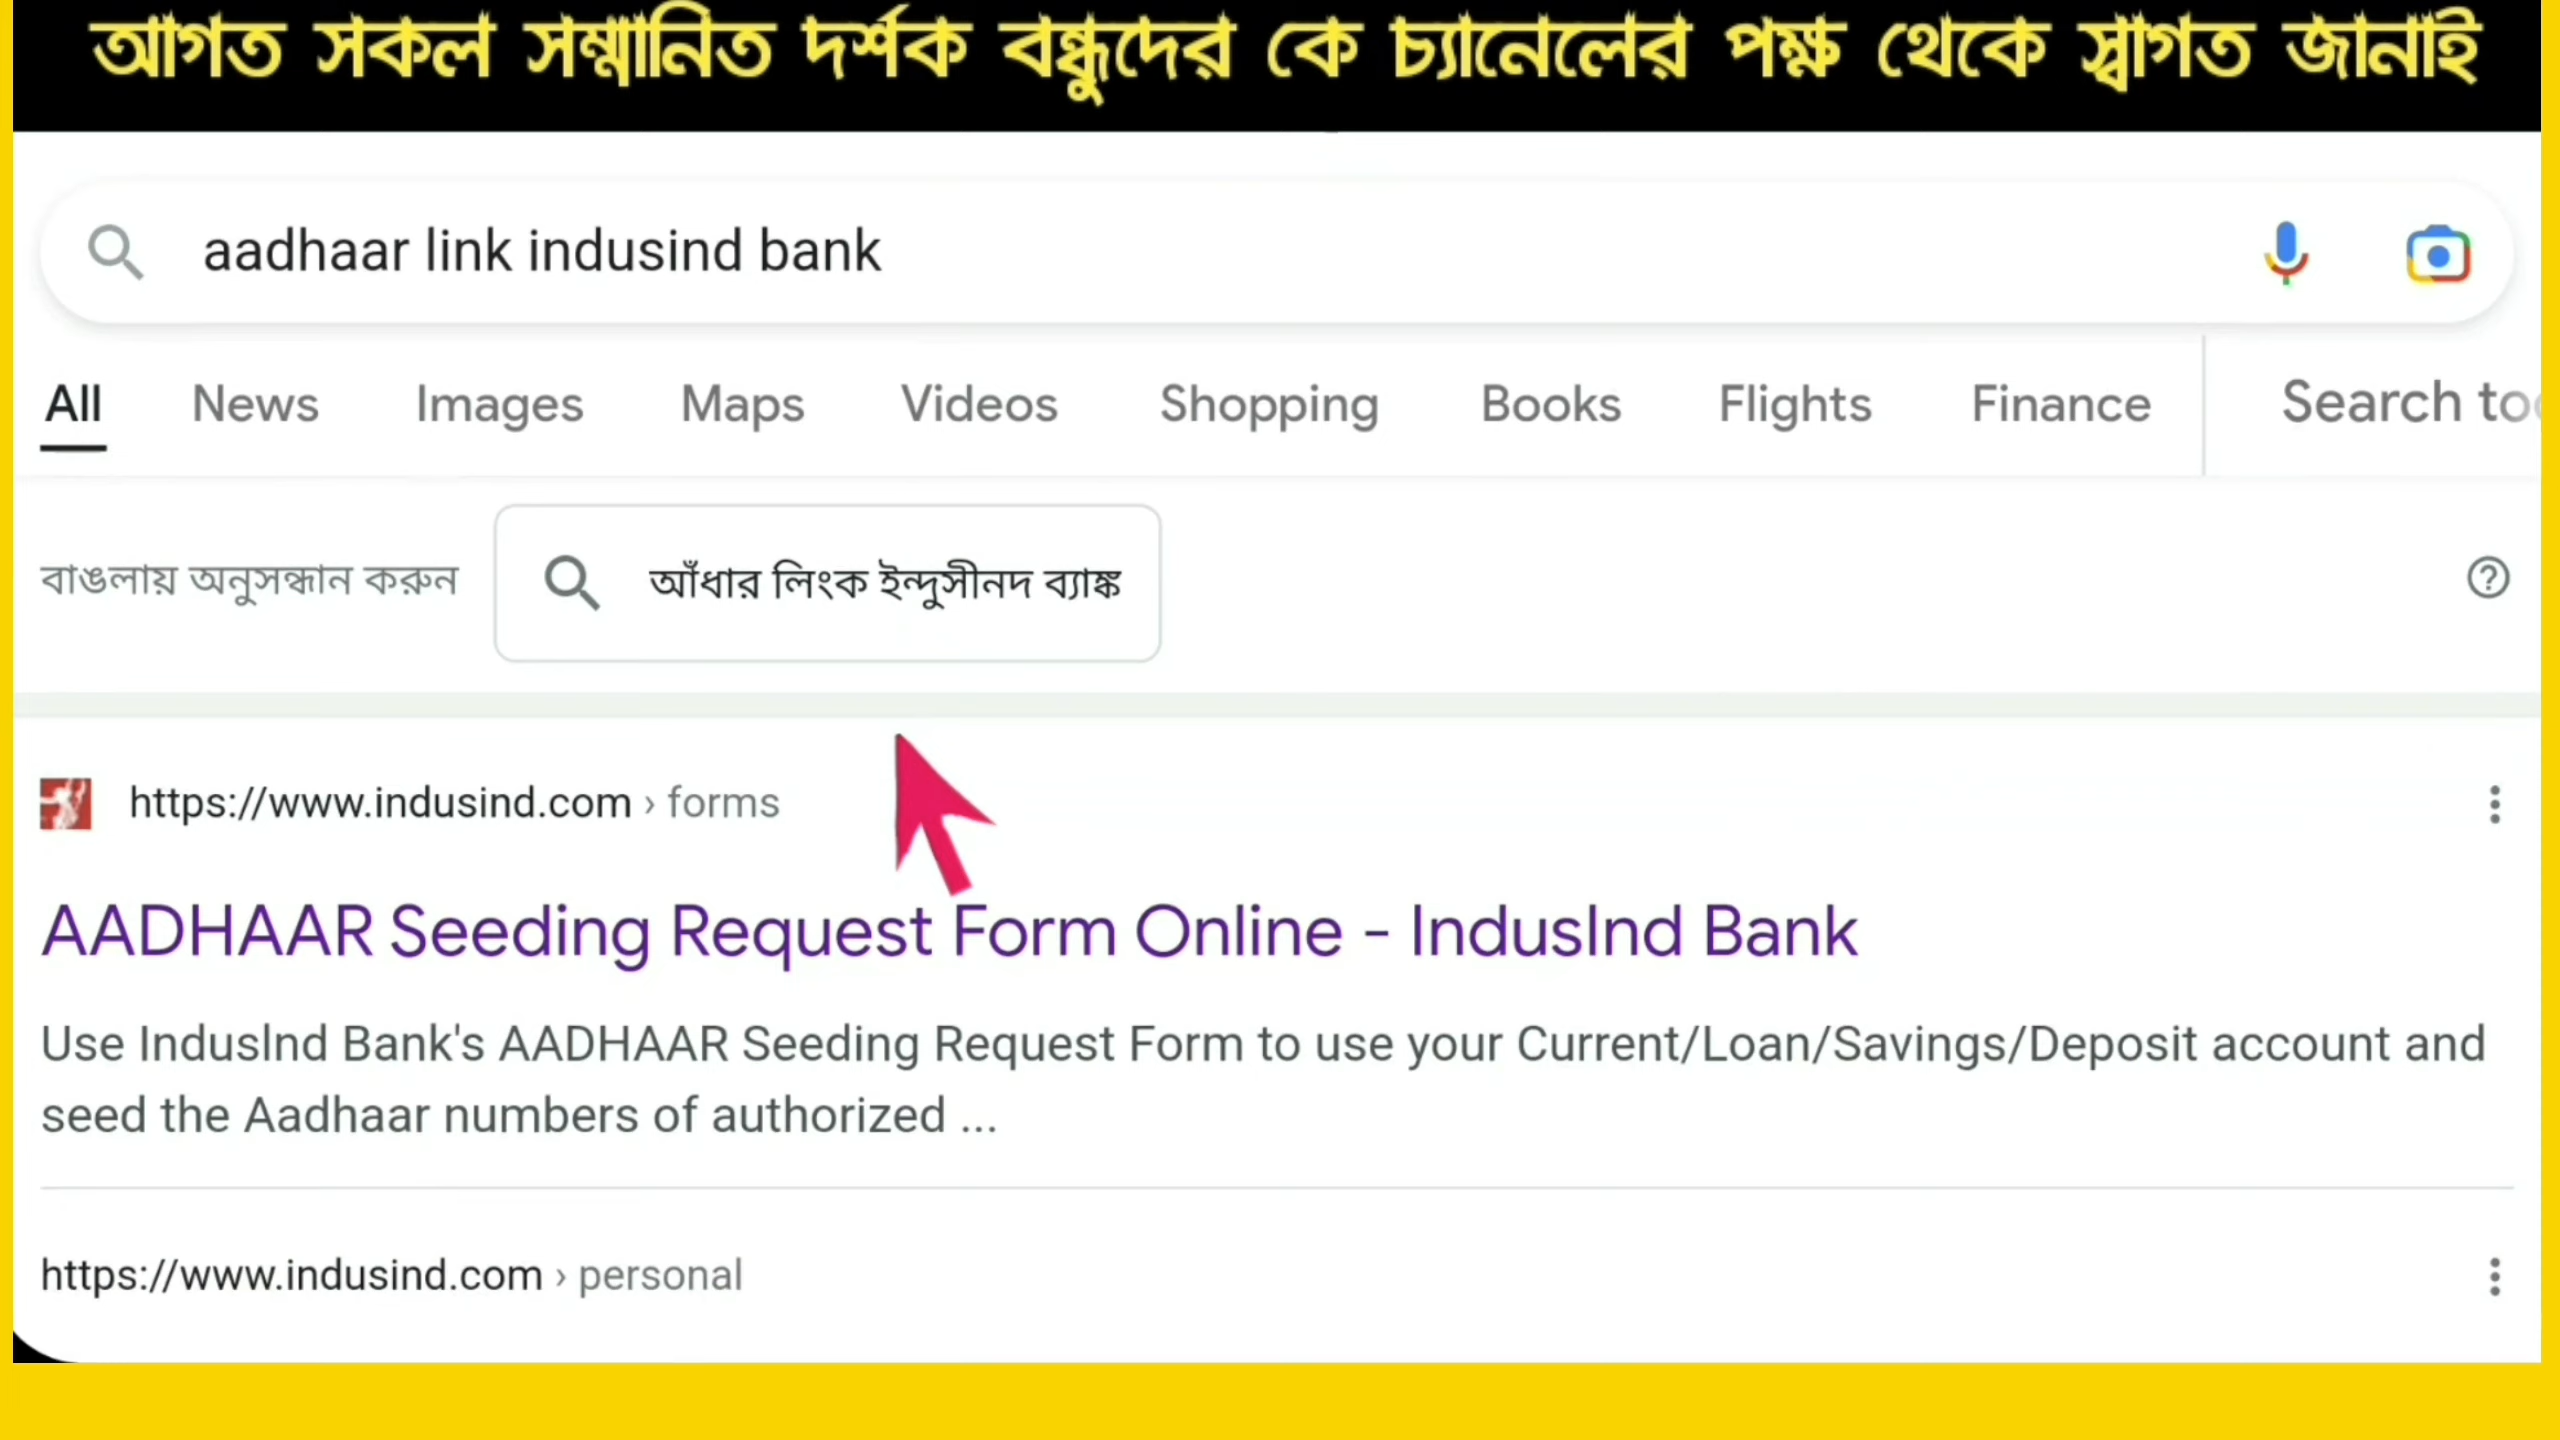 আগত সকল সম্মানিত দর্শক বন্ধুদের কে চ্যানেলের পক্ষ থেকে স্বাগত জানাই
aadhaar link indusind bank
All News Images Maps Videos Shopping Books Flights Finance Search
বাঙলায় অনুসন্ধান করুন আঁধার লিংক ইন্দুসীনদ ব্যাঙ্ক
https://www.indusind.com › forms
AADHAAR Seeding Request Form Online - IndusInd Bank
Use IndusInd Bank's AADHAAR Seeding Request Form to use your Current/Loan/Savings/Deposit account and
seed the Aadhaar numbers of authorized ...
https://www.indusind.com › personal